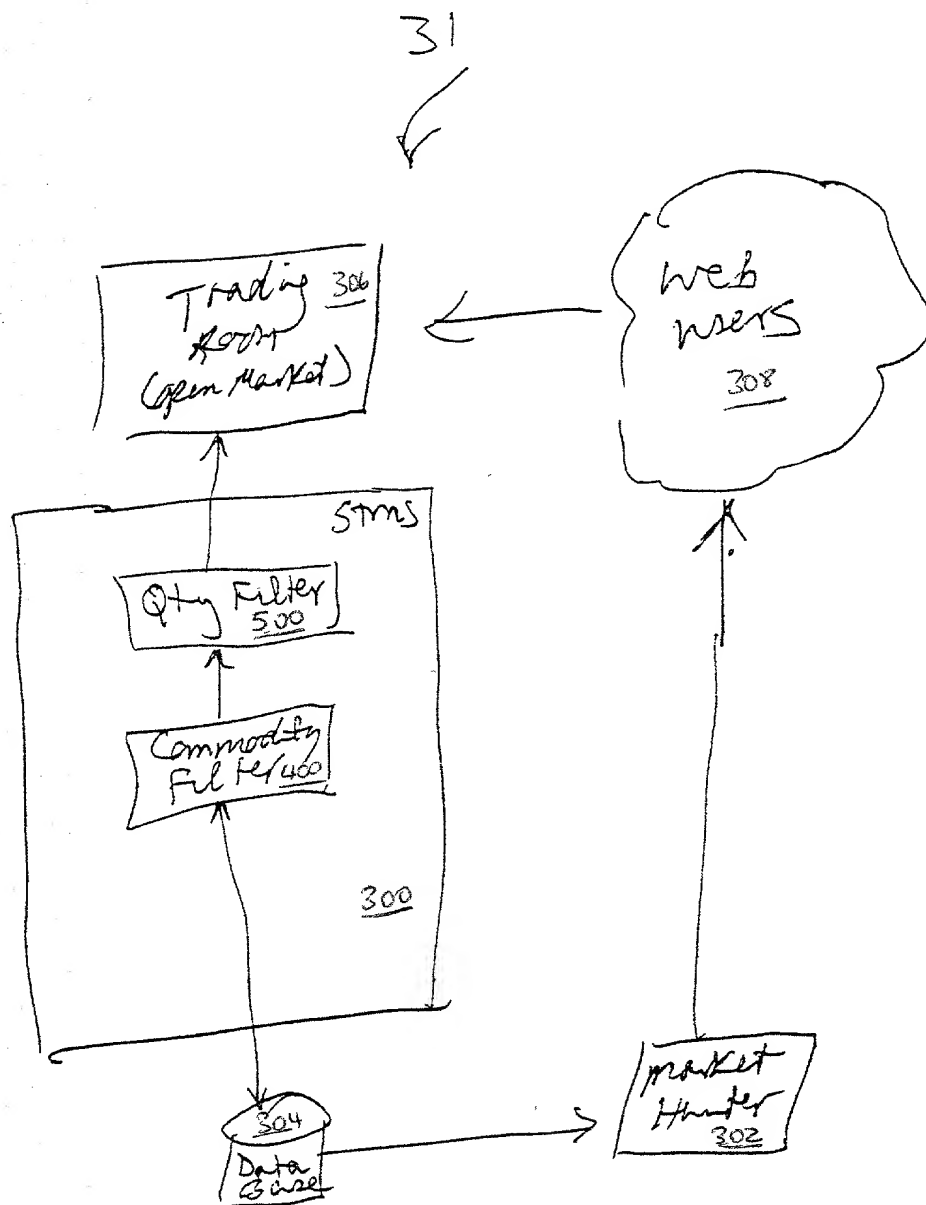 31
Trading 306
(open Market)
web
users
308
STMS
Qty Filter
500
Commodity
Filter 400
300
304
Data
Base
Market
Hunter
302